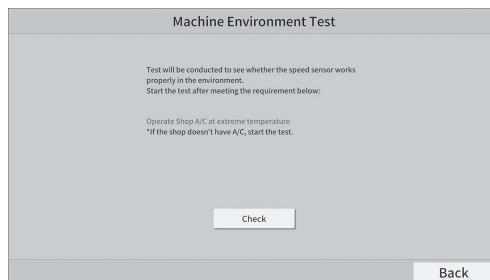 Machine Environment Test
Test will be conducted to see whether the speed sensor works
properly in the environment.
Start the test after meeting the requirement below:
Operate Shop A/C at extreme temperature
*If the shop doesn't have A/C, start the test.
Check
Back